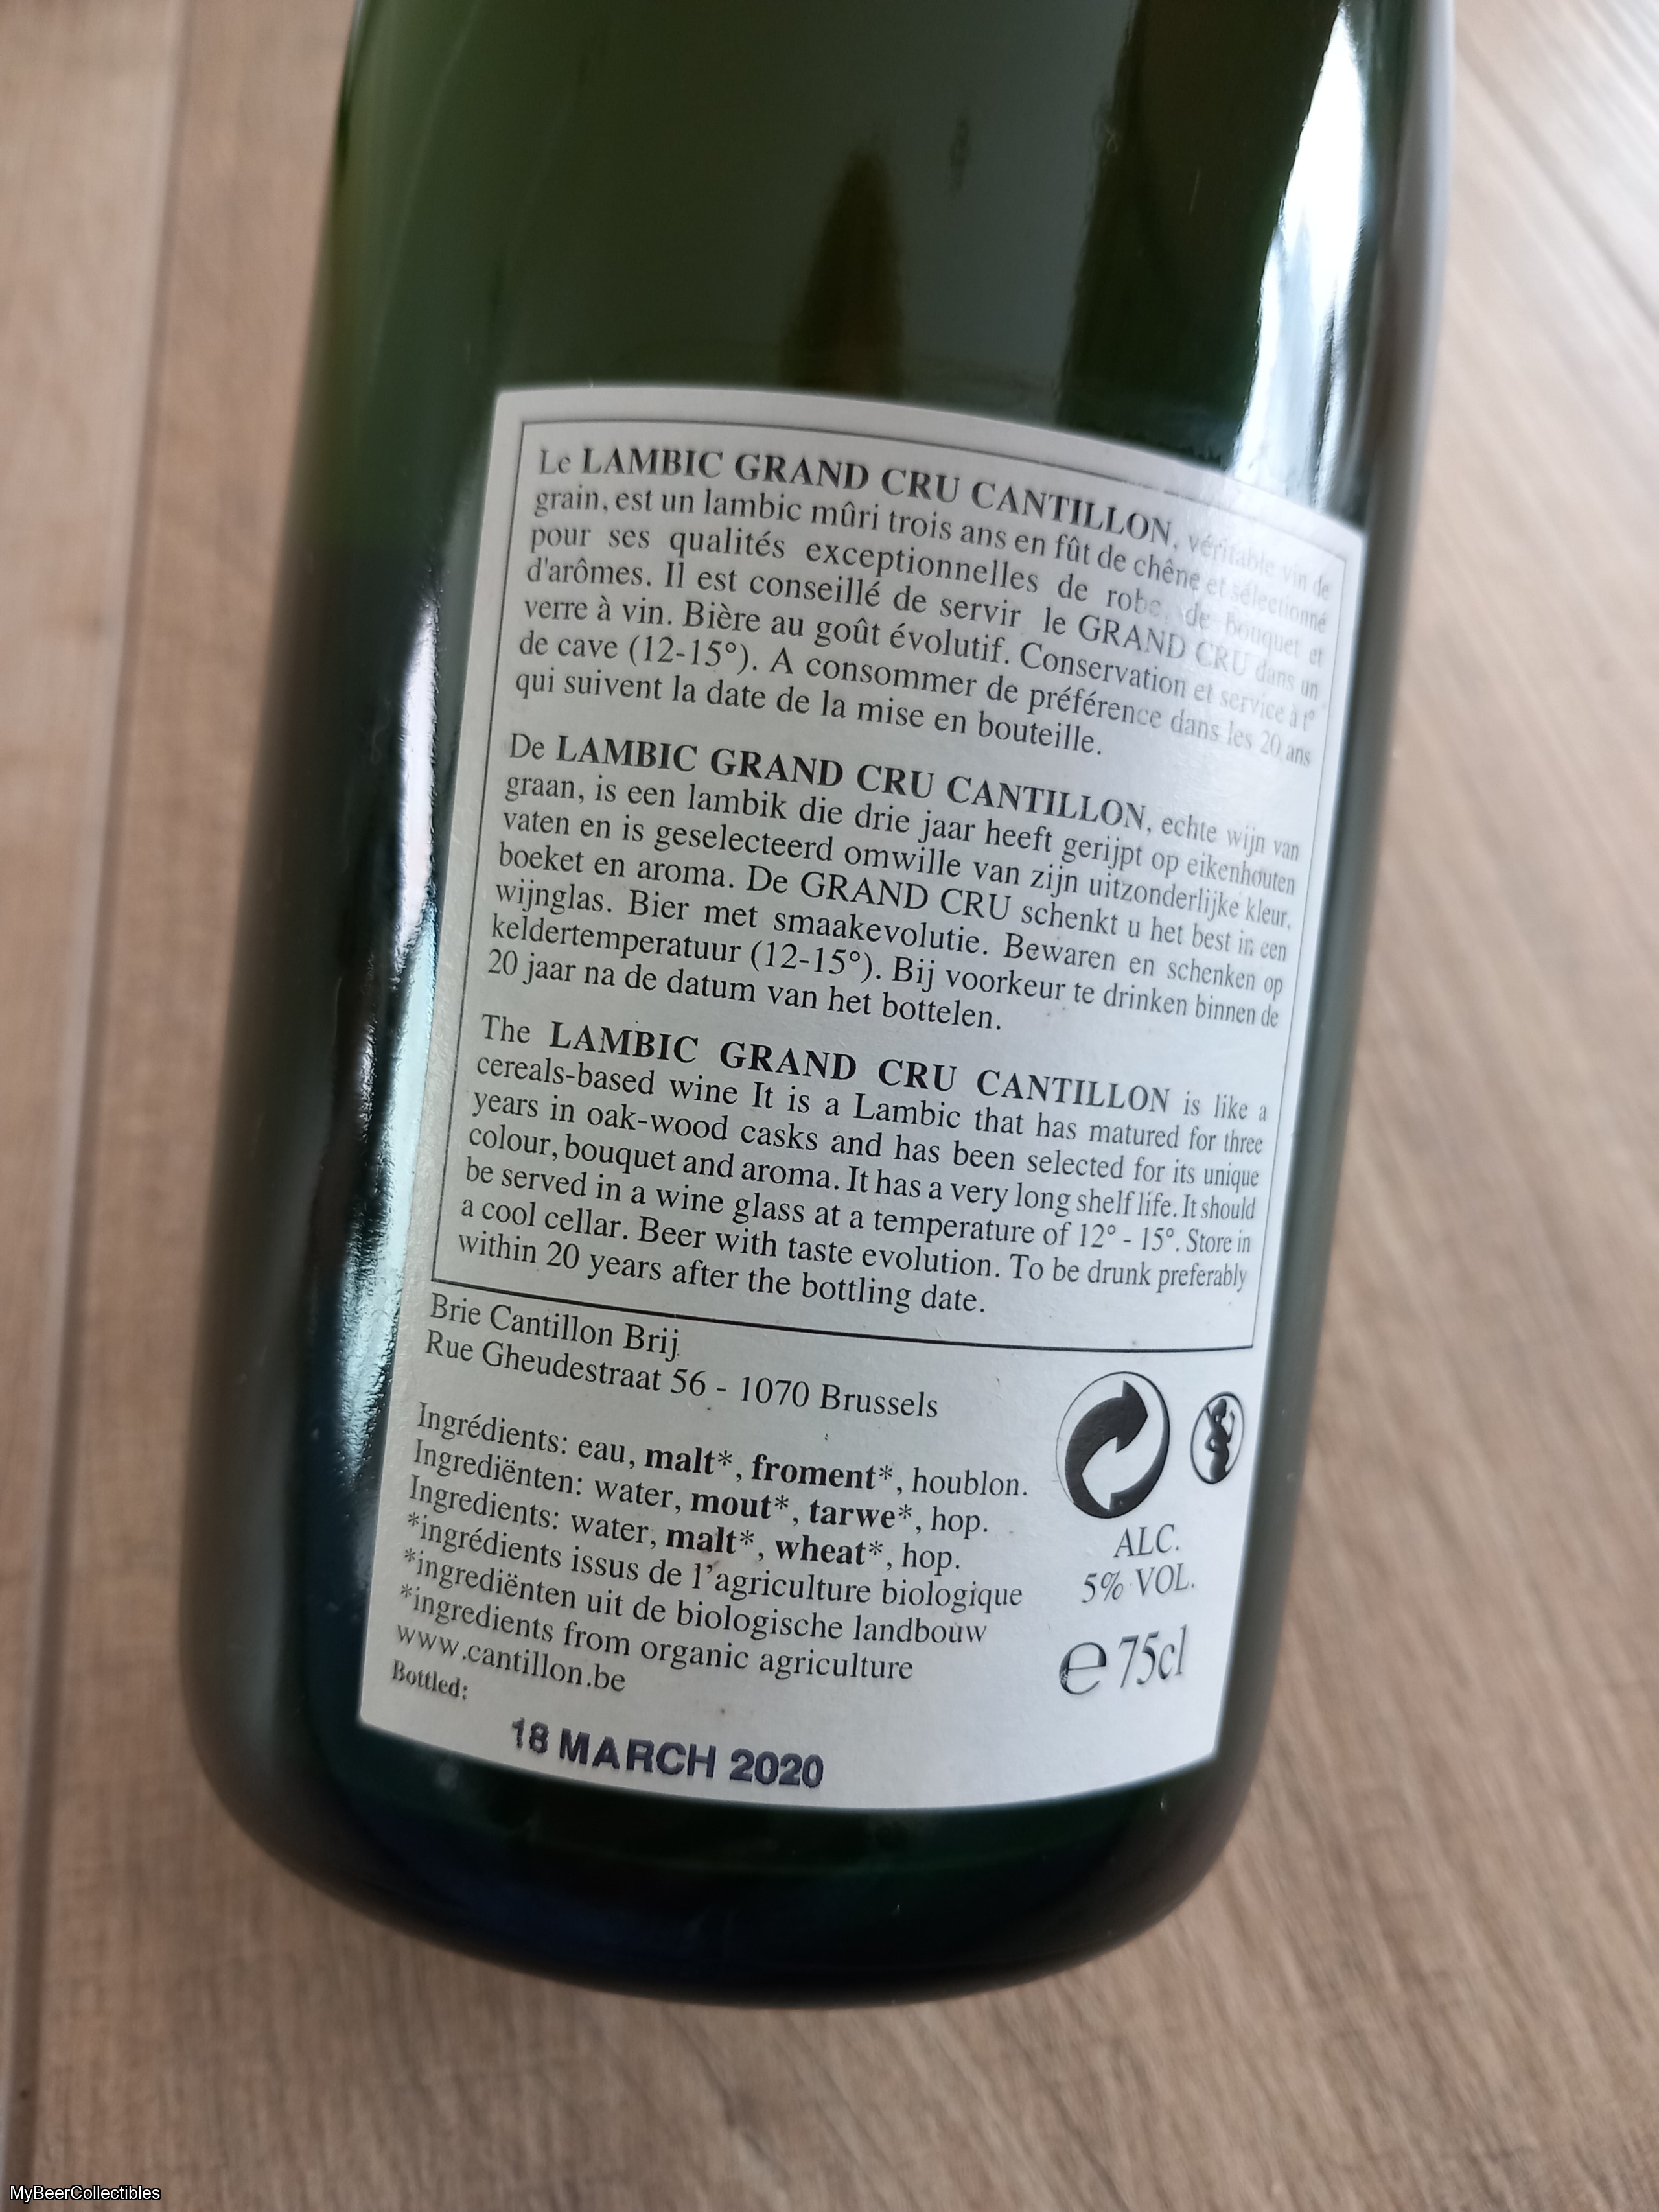 Le LAMBIC GRAND CRU CANTILLON, véritable vin de
grain, est un lambic mûri trois ans en fût de chêne et sélectionné
pour ses qualités exceptionnelles de robe, de bouquet et
d'arômes. Il est conseillé de servir le GRAND CRU dans un
verre à vin. Bière au goût évolutif. Conservation et service à t°
de cave (12-15°). A consommer de préférence dans les 20 ans
qui suivent la date de la mise en bouteille.
De LAMBIC GRAND CRU CANTILLON, echte wijn van
graan, is een lambik die drie jaar heeft gerijpt op eikenhouten
vaten en is geselecteerd omwille van zijn uitzonderlijke kleur,
boeket en aroma. De GRAND CRU schenkt u het best in een
wijnglas. Bier met smaakevolutie. Bewaren en schenken op
keldertemperatuur (12-15°). Bij voorkeur te drinken binnen de
20 jaar na de datum van het bottelen.
The LAMBIC GRAND CRU CANTILLON is like a
cereals-based wine It is a Lambic that has matured for three
years in oak-wood casks and has been selected for its unique
colour, bouquet and aroma. It has a very long shelf life. It should
be served in a wine glass at a temperature of 12° - 15°. Store in
a cool cellar. Beer with taste evolution. To be drunk preferably
within 20 years after the bottling date.
Brie Cantillon Brij
Rue Gheudestraat 56 - 1070 Brussels
Ingrédients: eau, malt*, froment*, houblon.
Ingrediënten: water, mout*, tarwe*, hop.
Ingredients: water, malt*, wheat*, hop.
*ingrédients issus de l'agriculture biologique
*ingrediënten uit de biologische landbouw
*ingredients from organic agriculture
www.cantillon.be
Bottled:
18 MARCH 2020
ALC.
5% VOL.
e 75cl
MyBeerCollectibles